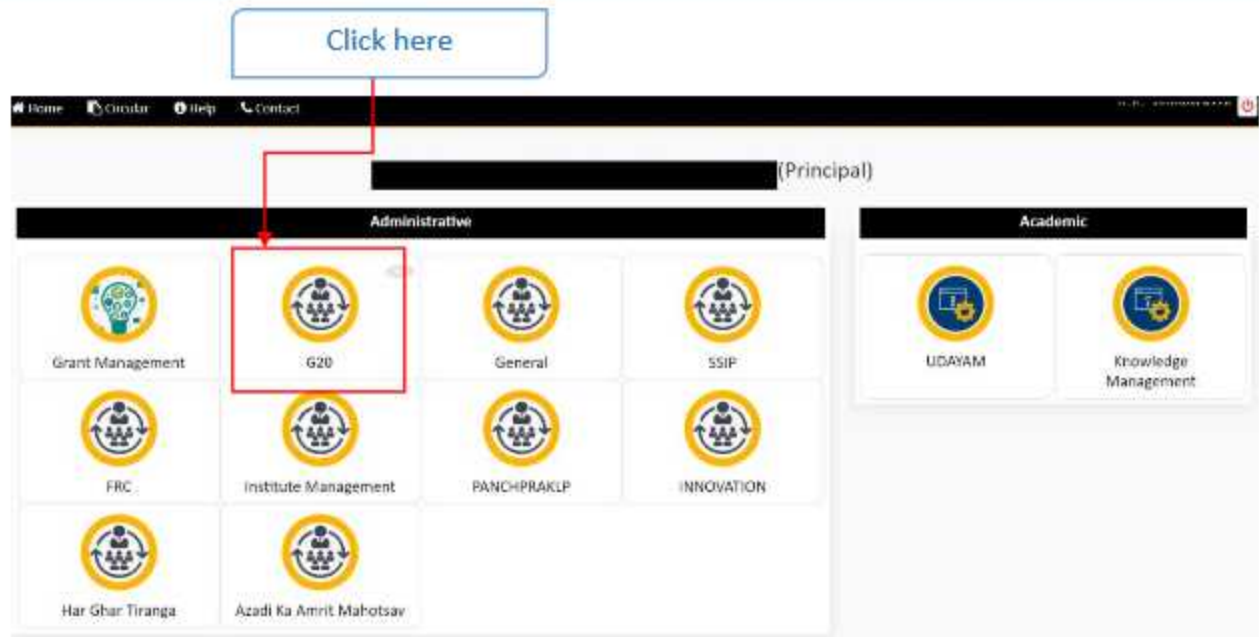 Click here
Home Circular Help Contact
(Principal)
Administrative
Academic
Grant Management
G20
General
SSIP
UDAYAM
Knowledge
Management
FRC
Institute Management
PANCHPRAKLP
INNOVATION
Har Ghar Tiranga
Azadi Ka Amrit Mahotsav